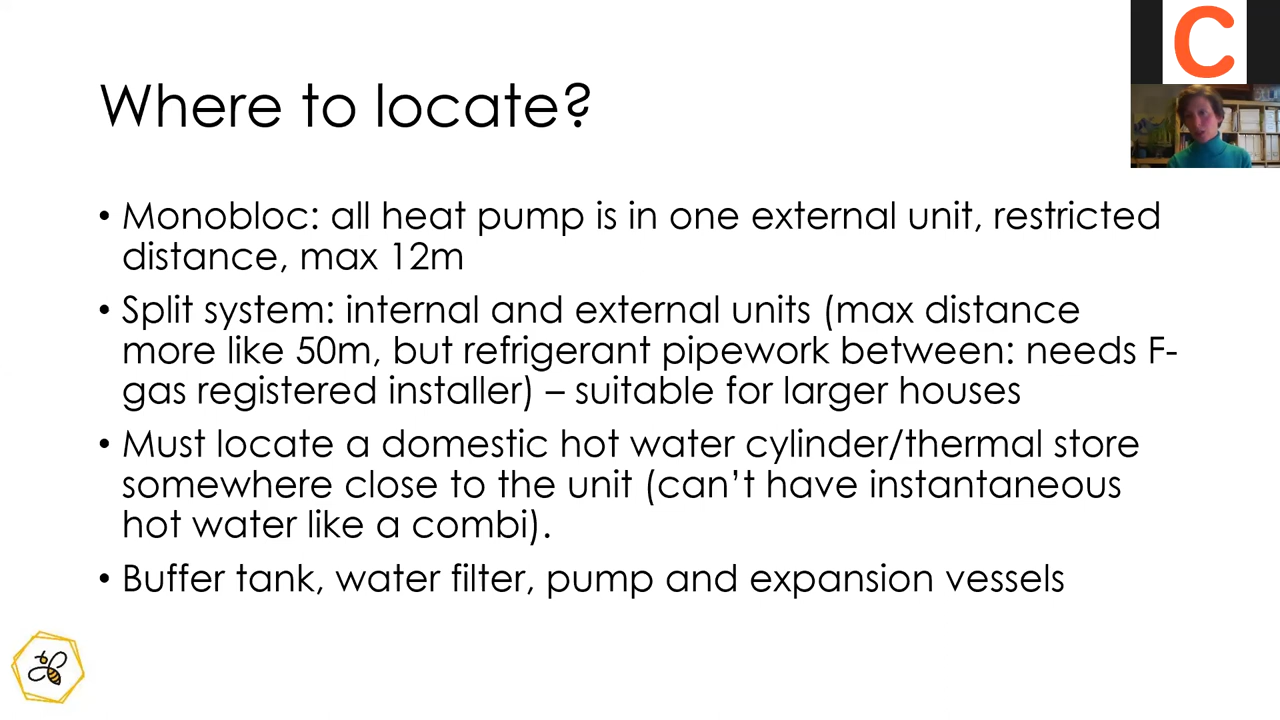 C
Where to locate?
• Monobloc: all heat pump is in one external unit, restricted
distance, max 12m
• Split system: internal and external units (max distance
more like 50m, but refrigerant pipework between: needs F-
gas registered installer) – suitable for larger houses
• Must locate a domestic hot water cylinder/thermal store
somewhere close to the unit (can’t have instantaneous
hot water like a combi).
• Buffer tank, water filter, pump and expansion vessels